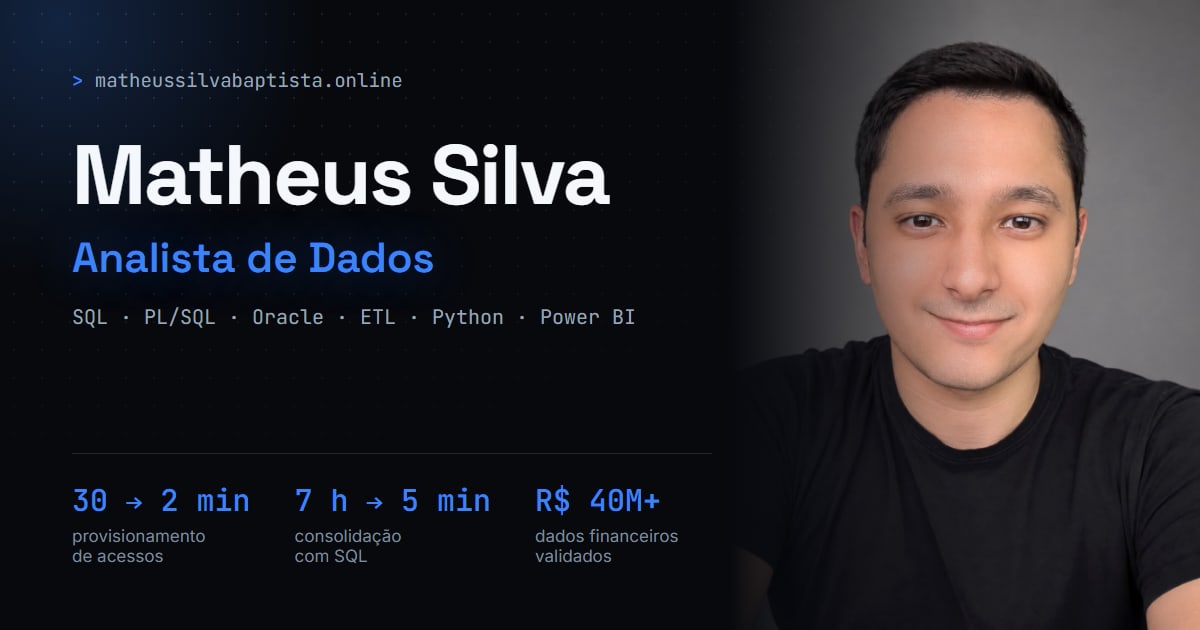 > matheussilvabaptista.online
Matheus Silva
Analista de Dados
SQL · PL/SQL · Oracle · ETL · Python · Power BI
30 → 2 min
provisionamento
de acessos
7 h → 5 min
consolidação
com SQL
R$ 40M+
dados financeiros
validados